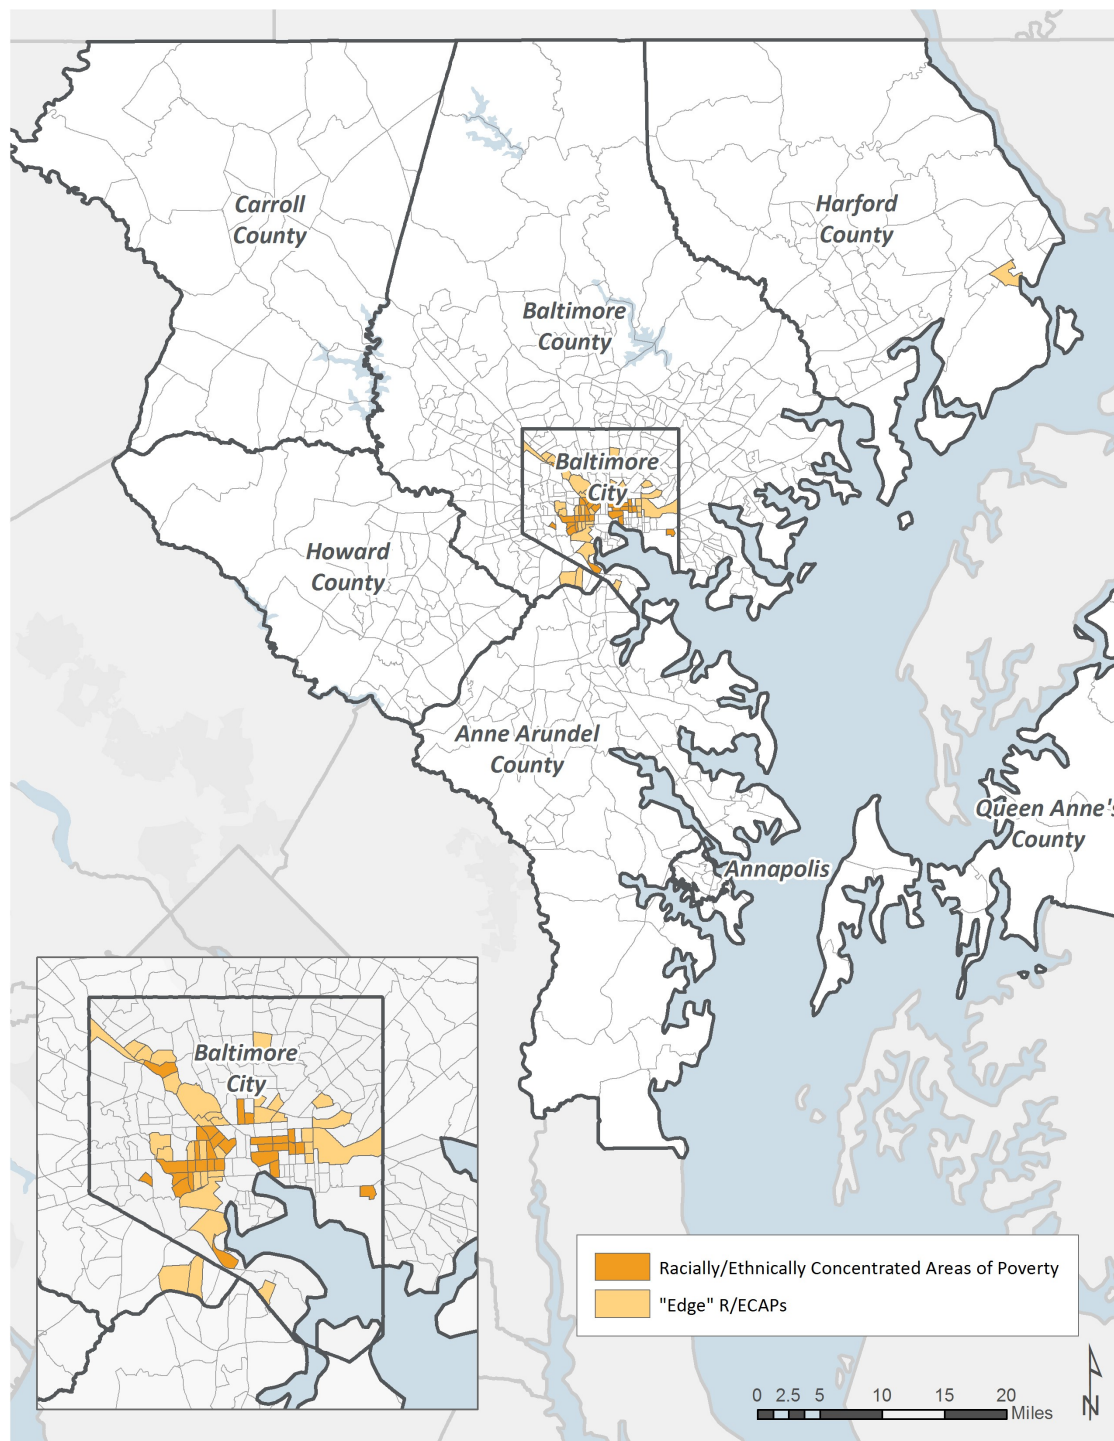 Carroll
County
Harford
County
Baltimore
County
Baltimore
City
Howard
County
Anne Arundel
County
Queen Anne's
County
Annapolis
Baltimore
City
Racially/Ethnically Concentrated Areas of Poverty
"Edge" R/ECAPs
0 2.5 5 10 15 20
Miles
N